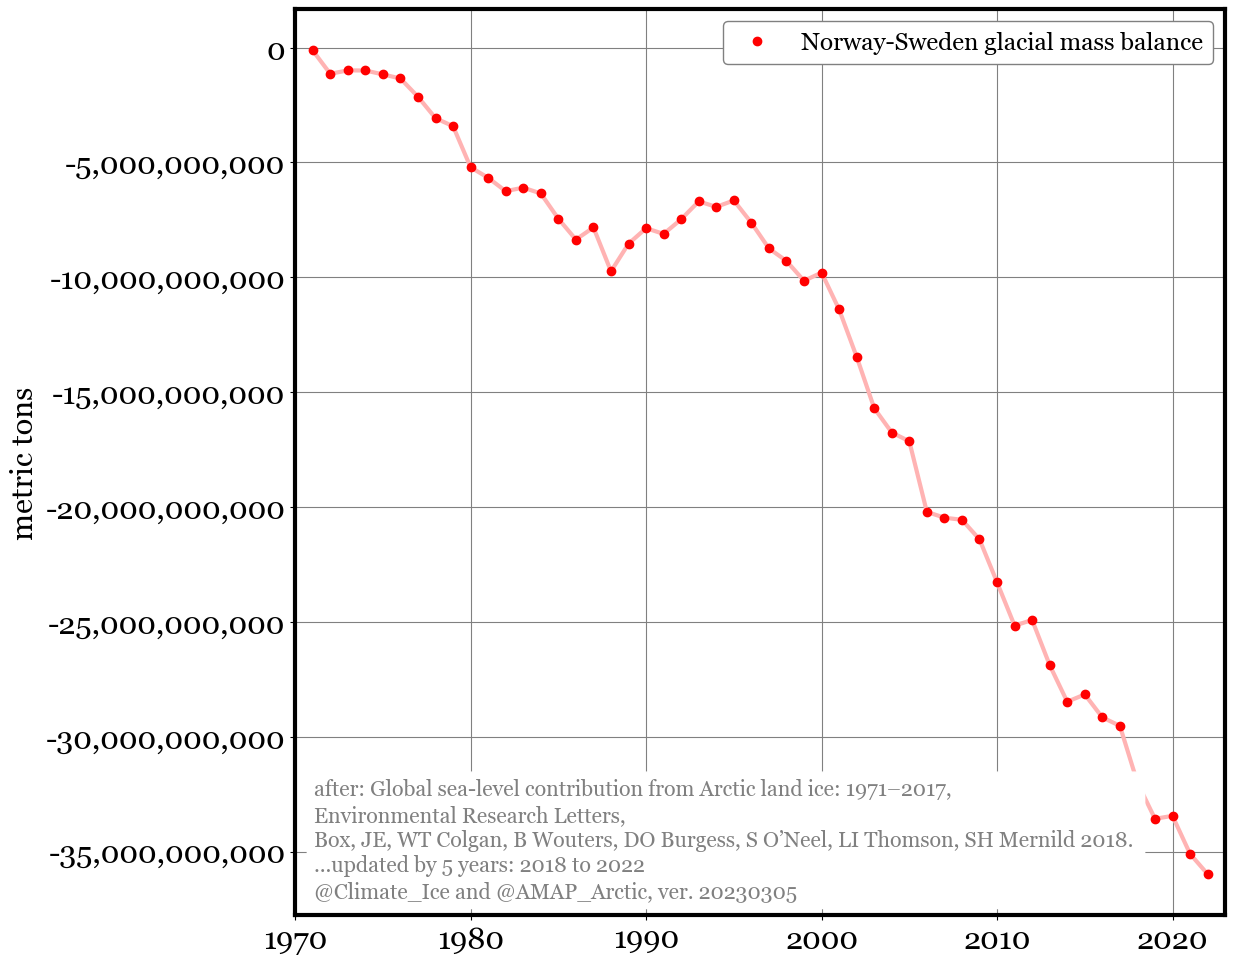 Norway-Sweden glacial mass balance
0
-5,000,000,000
-10,000,000,000
-15,000,000,000
-20,000,000,000
-25,000,000,000
-30,000,000,000
-35,000,000,000
metric tons
after: Global sea-level contribution from Arctic land ice: 1971–2017,
Environmental Research Letters,
Box, JE, WT Colgan, B Wouters, DO Burgess, S O’Neel, LI Thomson, SH Mernild 2018.
...updated by 5 years: 2018 to 2022
@Climate_Ice and @AMAP_Arctic, ver. 20230305
1970 1980 1990 2000 2010 2020